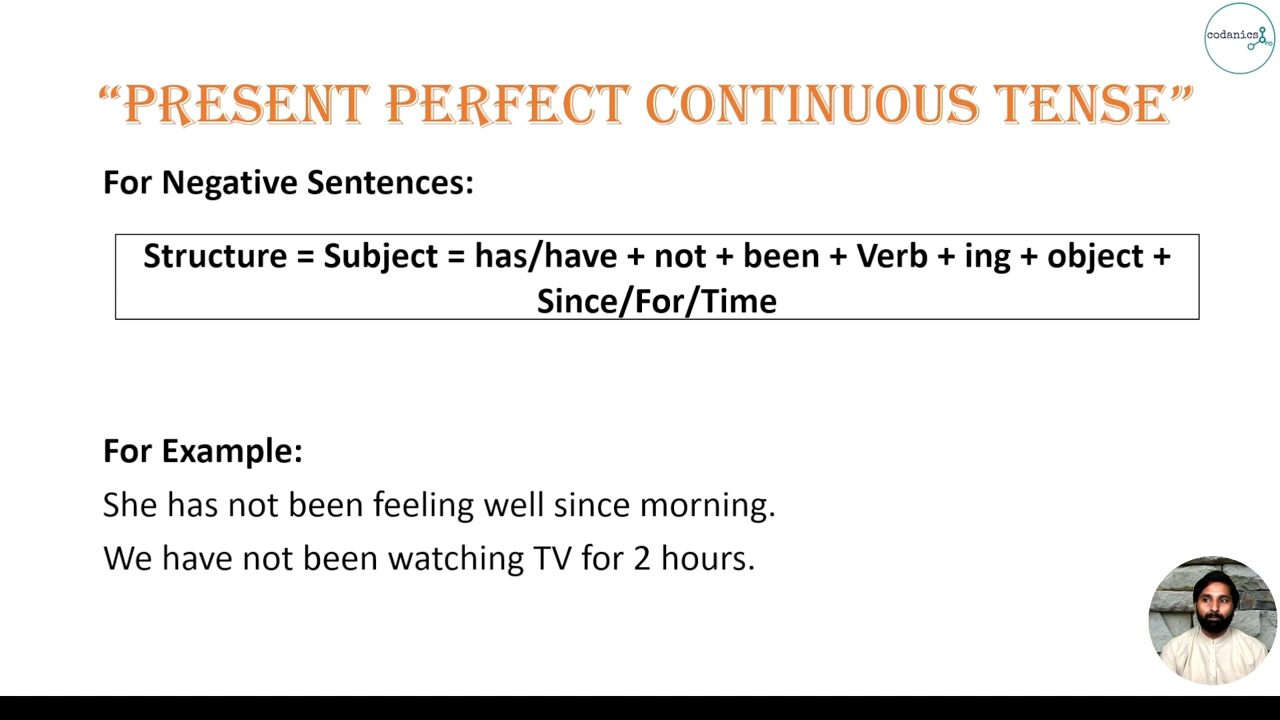 codanics
“PRESENT PERFECT CONTINUOUS TENSE”
For Negative Sentences:
Structure = Subject = has/have + not + been + Verb + ing + object +
Since/For/Time
For Example:
She has not been feeling well since morning.
We have not been watching TV for 2 hours.